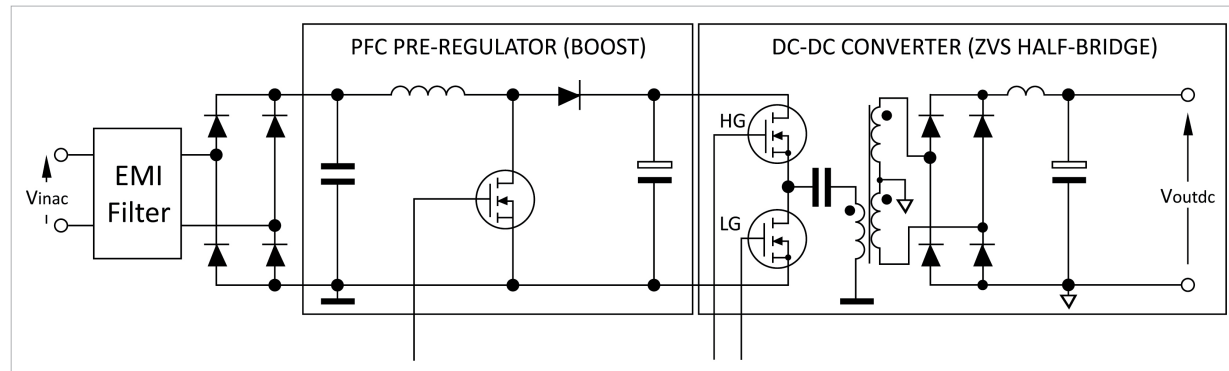 PFC PRE-REGULATOR (BOOST)
DC-DC CONVERTER (ZVS HALF-BRIDGE)
EMI
Filter
Vinac
HG
LG
Voutdc